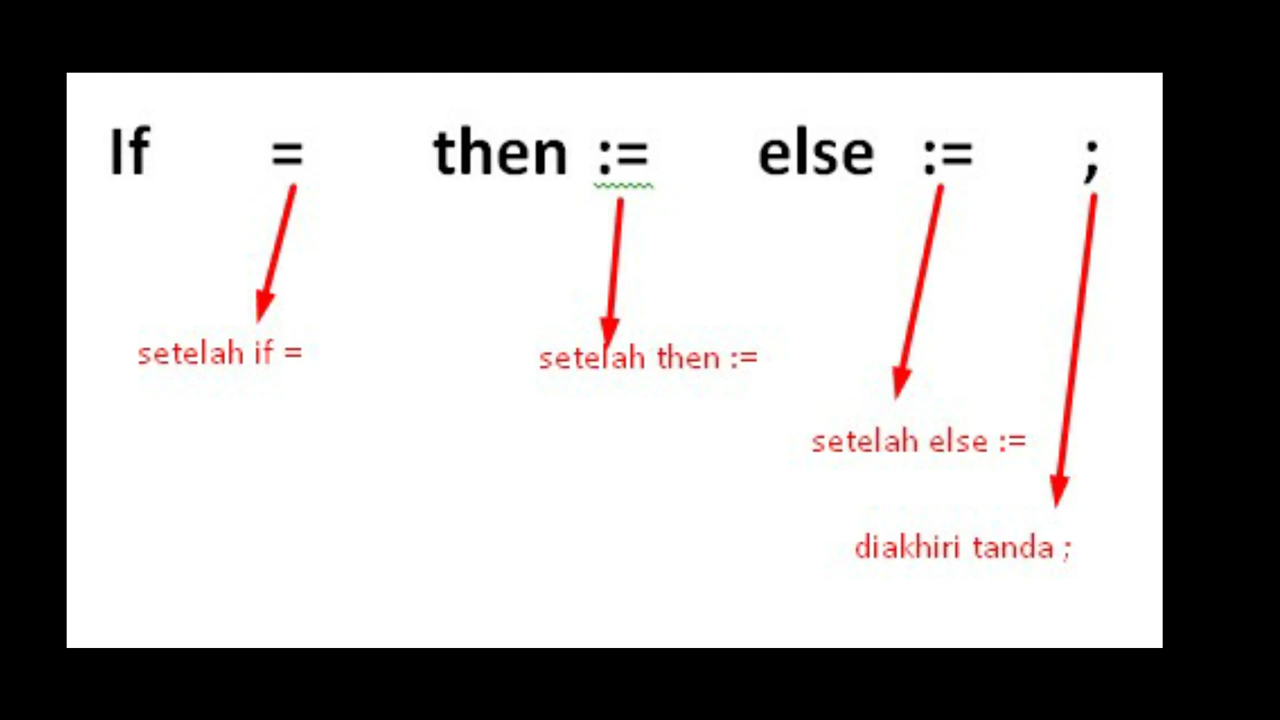 If = then := else := ;
setelah if =
setelah then :=
setelah else :=
diakhiri tanda ;